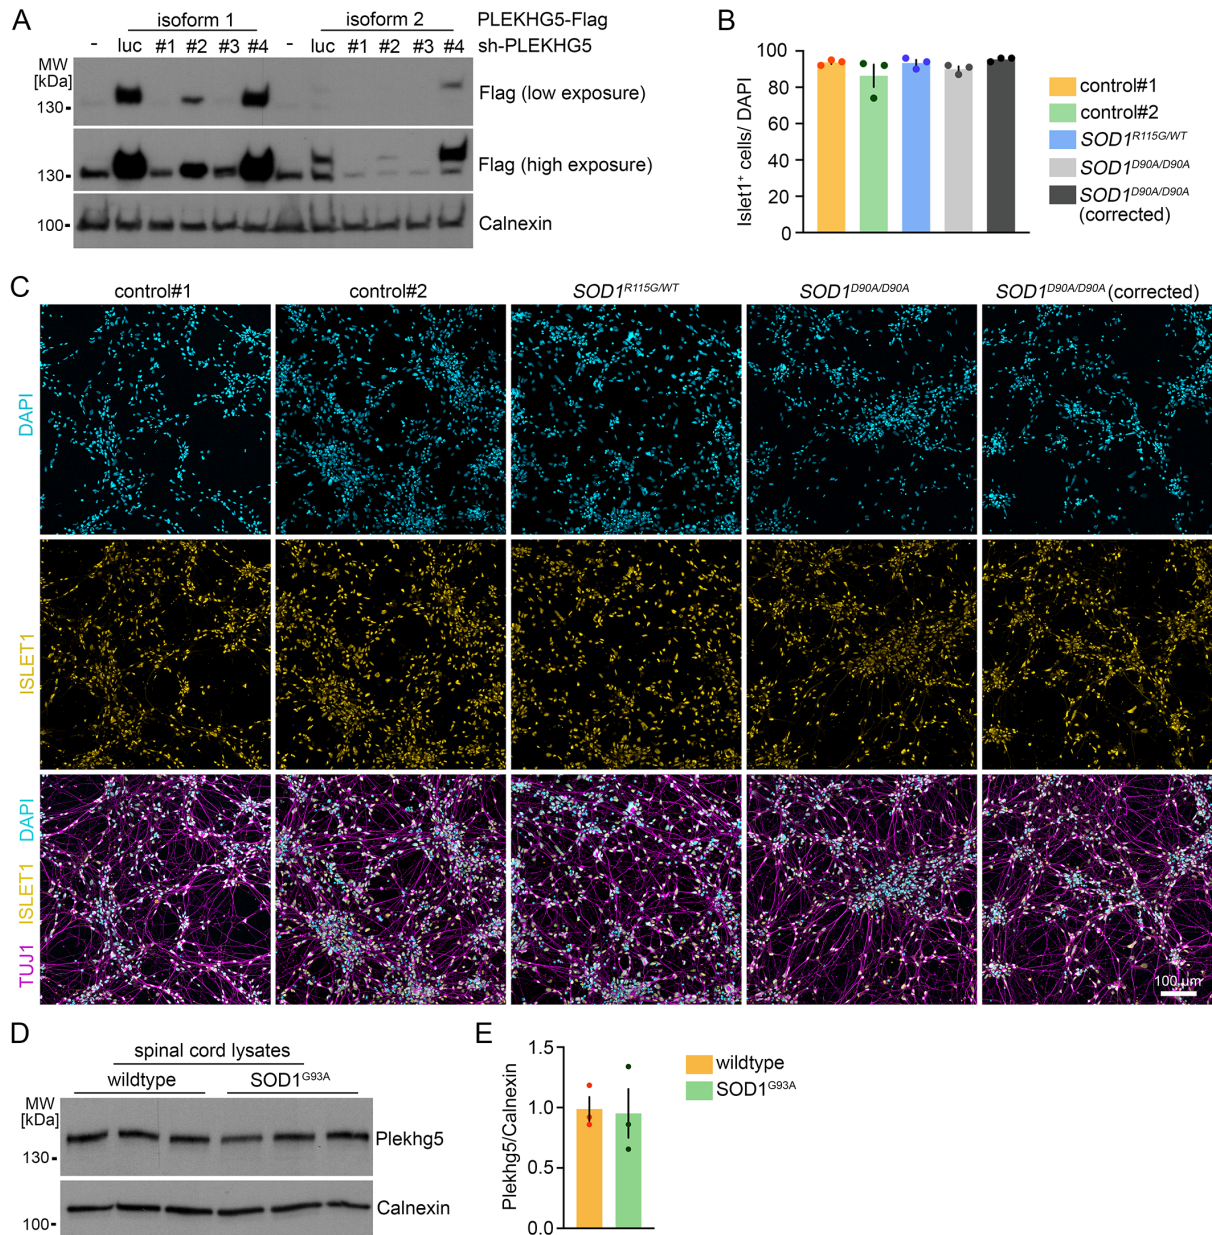 A
isoform 1
isoform 2
PLEKHG5-Flag
- luc #1 #2 #3 #4 - luc #1 #2 #3 #4
sh-PLEKHG5
MW
[kDa]
130
Flag (low exposure)
130
Flag (high exposure)
100
Calnexin
B
Islet1+ cells/ DAPI
100
80
60
40
20
0
control#1
control#2
SOD1R115G/WT
SOD1D90A/D90A
SOD1D90A/D90A
(corrected)
C
control#1
control#2
SOD1R115G/WT
SOD1D90A/D90A
SOD1D90A/D90A (corrected)
DAPI
ISLET1
TUJ1 ISLET1 DAPI
100 µm
D
spinal cord lysates
wildtype
SOD1G93A
MW
[kDa]
130
Plekhg5
100
Calnexin
E
Plekhg5/Calnexin
1.5
1.0
0.5
0.0
wildtype
SOD1G93A